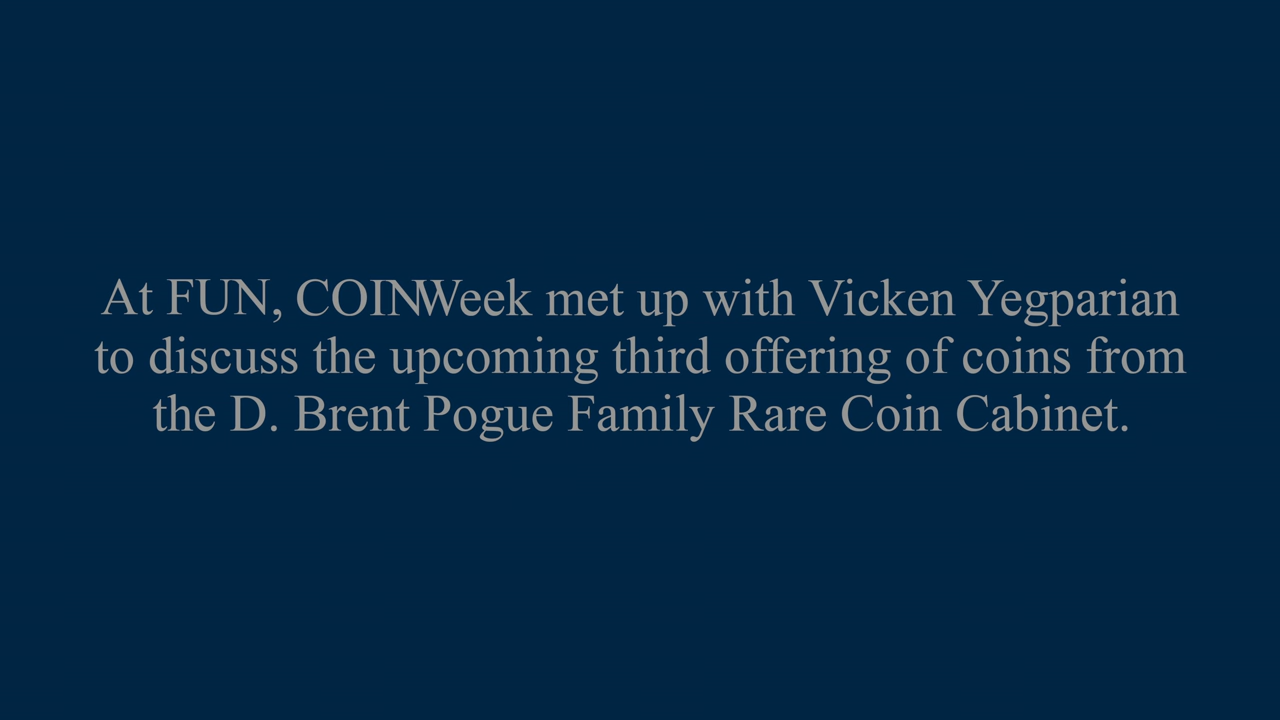 At FUN, COINWeek met up with Vicken Yegparian
to discuss the upcoming third offering of coins from
the D. Brent Pogue Family Rare Coin Cabinet.